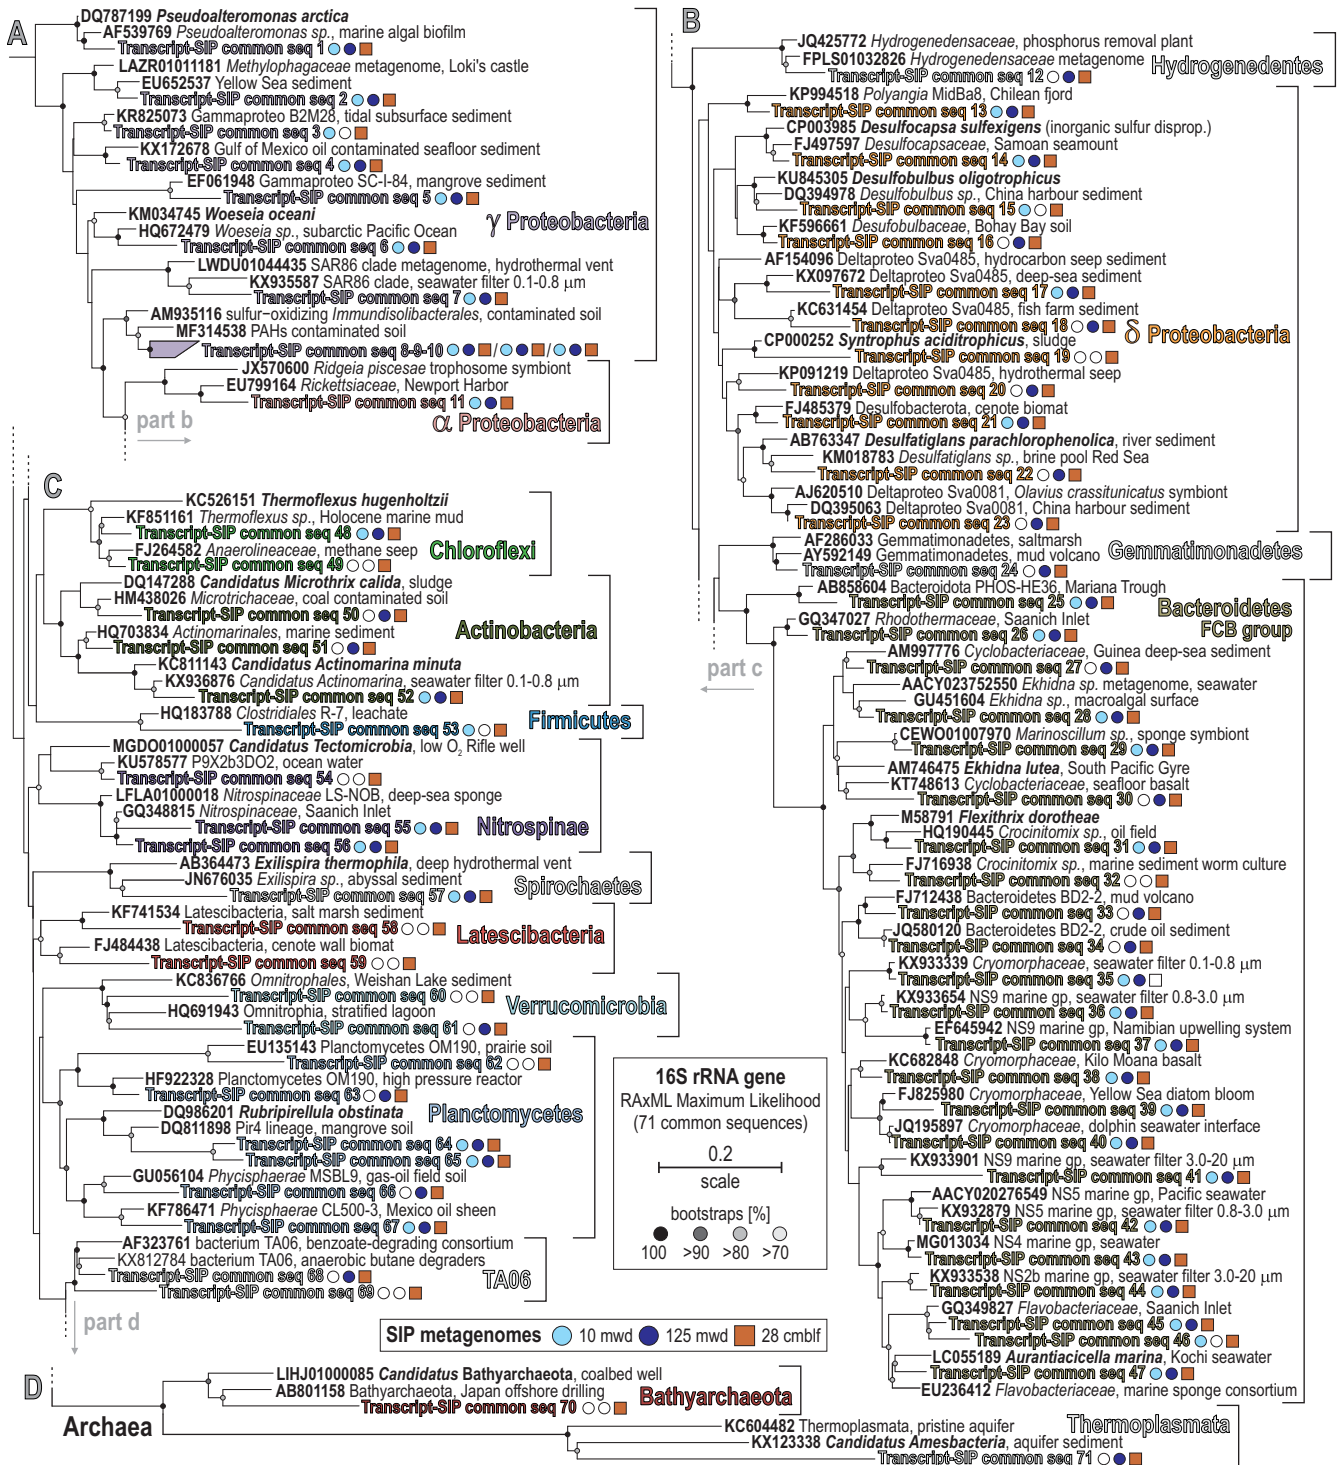 A
DQ787199 Pseudoalteromonas arctica
AF539769 Pseudoalteromonas sp., marine algal biofilm
Transcript-SIP common seq 1
LAZR01011181 Methylophagaceae metagenome, Loki's castle
EU652537 Yellow Sea sediment
Transcript-SIP common seq 2
KR825073 Gammaproteo B2M28, tidal subsurface sediment
Transcript-SIP common seq 3
KX172678 Gulf of Mexico oil contaminated seafloor sediment
Transcript-SIP common seq 4
EF061948 Gammaproteo SC-I-84, mangrove sediment
Transcript-SIP common seq 5
KM034745 Woeseia oceani
HQ672479 Woeseia sp., subarctic Pacific Ocean
Transcript-SIP common seq 6
γ Proteobacteria
LWDU01044435 SAR86 clade metagenome, hydrothermal vent
KX935587 SAR86 clade, seawater filter 0.1-0.8 μm
Transcript-SIP common seq 7
AM935116 sulfur-oxidizing Immundisolibacterales, contaminated soil
MF314538 PAHs contaminated soil
Transcript-SIP common seq 8-9-10 / /
JX570600 Ridgeia piscesae trophosome symbiont
EU799164 Rickettsiaceae, Newport Harbor
Transcript-SIP common seq 11
α Proteobacteria
part b
B
JQ425772 Hydrogenedensaceae, phosphorus removal plant
FPLS01032826 Hydrogenedensaceae metagenome
Transcript-SIP common seq 12
Hydrogenedentes
KP994518 Polyangia MidBa8, Chilean fjord
Transcript-SIP common seq 13
CP003985 Desulfocapsa sulfexigens (inorganic sulfur disprop.)
FJ497597 Desulfocapsaceae, Samoan seamount
Transcript-SIP common seq 14
KU845305 Desulfobulbus oligotrophicus
DQ394978 Desulfobulbus sp., China harbour sediment
Transcript-SIP common seq 15
KF596661 Desufobulbaceae, Bohay Bay soil
Transcript-SIP common seq 16
AF154096 Deltaproteo Sva0485, hydrocarbon seep sediment
KX097672 Deltaproteo Sva0485, deep-sea sediment
Transcript-SIP common seq 17
KC631454 Deltaproteo Sva0485, fish farm sediment
Transcript-SIP common seq 18
δ Proteobacteria
CP000252 Syntrophus aciditrophicus, sludge
Transcript-SIP common seq 19
KP091219 Deltaproteo Sva0485, hydrothermal seep
Transcript-SIP common seq 20
FJ485379 Desulfobacterota, cenote biomat
Transcript-SIP common seq 21
AB763347 Desulfatiglans parachlorophenolica, river sediment
KM018783 Desulfatiglans sp., brine pool Red Sea
Transcript-SIP common seq 22
AJ620510 Deltaproteo Sva0081, Olavius crassitunicatus symbiont
DQ395063 Deltaproteo Sva0081, China harbour sediment
Transcript-SIP common seq 23
AF286033 Gemmatimonadetes, saltmarsh
AY592149 Gemmatimonadetes, mud volcano
Transcript-SIP common seq 24
Gemmatimonadetes
AB858604 Bacteroidota PHOS-HE36, Mariana Trough
Transcript-SIP common seq 25
GQ347027 Rhodothermaceae, Saanich Inlet
Transcript-SIP common seq 26
Bacteroidetes
FCB group
part c
AM997776 Cyclobacteriaceae, Guinea deep-sea sediment
Transcript-SIP common seq 27
AACY023752550 Ekhidna sp. metagenome, seawater
GU451604 Ekhidna sp., macroalgal surface
Transcript-SIP common seq 28
CEWO01007970 Marinoscillum sp., sponge symbiont
Transcript-SIP common seq 29
AM746475 Ekhidna lutea, South Pacific Gyre
KT748613 Cyclobacteriaceae, seafloor basalt
Transcript-SIP common seq 30
M58791 Flexithrix dorotheae
HQ190445 Crocinitomix sp., oil field
Transcript-SIP common seq 31
FJ716938 Crocinitomix sp., marine sediment worm culture
Transcript-SIP common seq 32
FJ712438 Bacteroidetes BD2-2, mud volcano
Transcript-SIP common seq 33
JQ580120 Bacteroidetes BD2-2, crude oil sediment
Transcript-SIP common seq 34
KX933339 Cryomorphaceae, seawater filter 0.1-0.8 μm
Transcript-SIP common seq 35
KX933654 NS9 marine gp, seawater filter 0.8-3.0 μm
Transcript-SIP common seq 36
EF645942 NS9 marine gp, Namibian upwelling system
Transcript-SIP common seq 37
KC682848 Cryomorphaceae, Kilo Moana basalt
Transcript-SIP common seq 38
FJ825980 Cryomorphaceae, Yellow Sea diatom bloom
Transcript-SIP common seq 39
JQ195897 Cryomorphaceae, dolphin seawater interface
Transcript-SIP common seq 40
KX933901 NS9 marine gp, seawater filter 3.0-20 μm
Transcript-SIP common seq 41
AACY020276549 NS5 marine gp, Pacific seawater
KX932879 NS5 marine gp, seawater filter 0.8-3.0 μm
Transcript-SIP common seq 42
MG013034 NS4 marine gp, seawater
Transcript-SIP common seq 43
KX933538 NS2b marine gp, seawater filter 3.0-20 μm
Transcript-SIP common seq 44
GQ349827 Flavobacteriaceae, Saanich Inlet
Transcript-SIP common seq 45
Transcript-SIP common seq 46
LC055189 Aurantiacicella marina, Kochi seawater
Transcript-SIP common seq 47
EU236412 Flavobacteriaceae, marine sponge consortium
C
KC526151 Thermoflexus hugenholtzii
KF851161 Thermoflexus sp., Holocene marine mud
Transcript-SIP common seq 48
FJ264582 Anaerolineaceae, methane seep
Transcript-SIP common seq 49
Chloroflexi
DQ147288 Candidatus Microthrix calida, sludge
HM438026 Microtrichaceae, coal contaminated soil
Transcript-SIP common seq 50
Actinobacteria
HQ703834 Actinomarinales, marine sediment
Transcript-SIP common seq 51
KC811143 Candidatus Actinomarina minuta
KX936876 Candidatus Actinomarina, seawater filter 0.1-0.8 μm
Transcript-SIP common seq 52
HQ183788 Clostridiales R-7, leachate
Transcript-SIP common seq 53
Firmicutes
MGDO01000057 Candidatus Tectomicrobia, low O2 Rifle well
KU578577 P9X2b3DO2, ocean water
Transcript-SIP common seq 54
LFLA01000018 Nitrospinaceae LS-NOB, deep-sea sponge
GQ348815 Nitrospinaceae, Saanich Inlet
Transcript-SIP common seq 55
Transcript-SIP common seq 56
Nitrospinae
AB364473 Exilispira thermophila, deep hydrothermal vent
JN676035 Exilispira sp., abyssal sediment
Transcript-SIP common seq 57
Spirochaetes
KF741534 Latescibacteria, salt marsh sediment
Transcript-SIP common seq 58
FJ484438 Latescibacteria, cenote wall biomat
Transcript-SIP common seq 59
Latescibacteria
KC836766 Omnitrophales, Weishan Lake sediment
Transcript-SIP common seq 60
HQ691943 Omnitrophia, stratified lagoon
Transcript-SIP common seq 61
Verrucomicrobia
EU135143 Planctomycetes OM190, prairie soil
Transcript-SIP common seq 62
HF922328 Planctomycetes OM190, high pressure reactor
Transcript-SIP common seq 63
DQ986201 Rubripirellula obstinata
DQ811898 Pir4 lineage, mangrove soil
Transcript-SIP common seq 64
Transcript-SIP common seq 65
Planctomycetes
GU056104 Phycisphaerae MSBL9, gas-oil field soil
Transcript-SIP common seq 66
KF786471 Phycisphaerae CL500-3, Mexico oil sheen
Transcript-SIP common seq 67
AF323761 bacterium TA06, benzoate-degrading consortium
KX812784 bacterium TA06, anaerobic butane degraders
Transcript-SIP common seq 68
Transcript-SIP common seq 69
TA06
part d
16S rRNA gene
RAxML Maximum Likelihood
(71 common sequences)
0.2
scale
bootstraps [%]
100 >90 >80 >70
SIP metagenomes 10 mwd 125 mwd 28 cmblf
D
Archaea
LIHJ01000085 Candidatus Bathyarchaeota, coalbed well
AB801158 Bathyarchaeota, Japan offshore drilling
Transcript-SIP common seq 70
Bathyarchaeota
KC604482 Thermoplasmata, pristine aquifer
KX123338 Candidatus Amesbacteria, aquifer sediment
Transcript-SIP common seq 71
Thermoplasmata